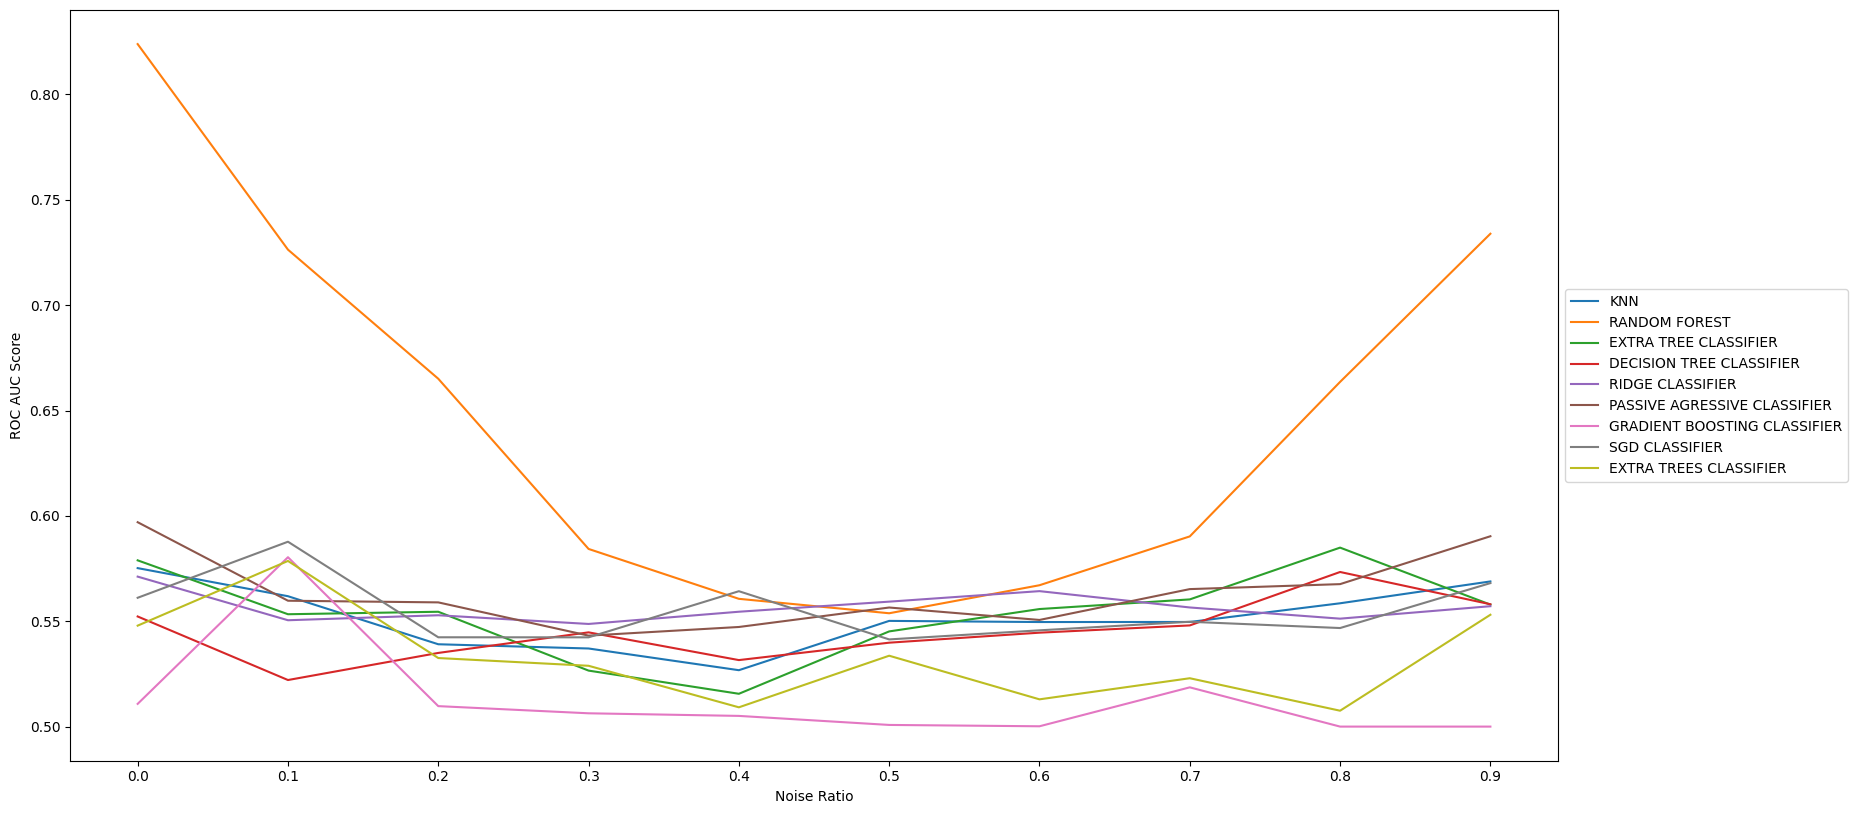 ROC AUC Score
0.80
0.75
0.70
0.65
0.60
0.55
0.50
0.0 0.1 0.2 0.3 0.4 0.5 0.6 0.7 0.8 0.9
Noise Ratio
KNN
RANDOM FOREST
EXTRA TREE CLASSIFIER
DECISION TREE CLASSIFIER
RIDGE CLASSIFIER
PASSIVE AGRESSIVE CLASSIFIER
GRADIENT BOOSTING CLASSIFIER
SGD CLASSIFIER
EXTRA TREES CLASSIFIER